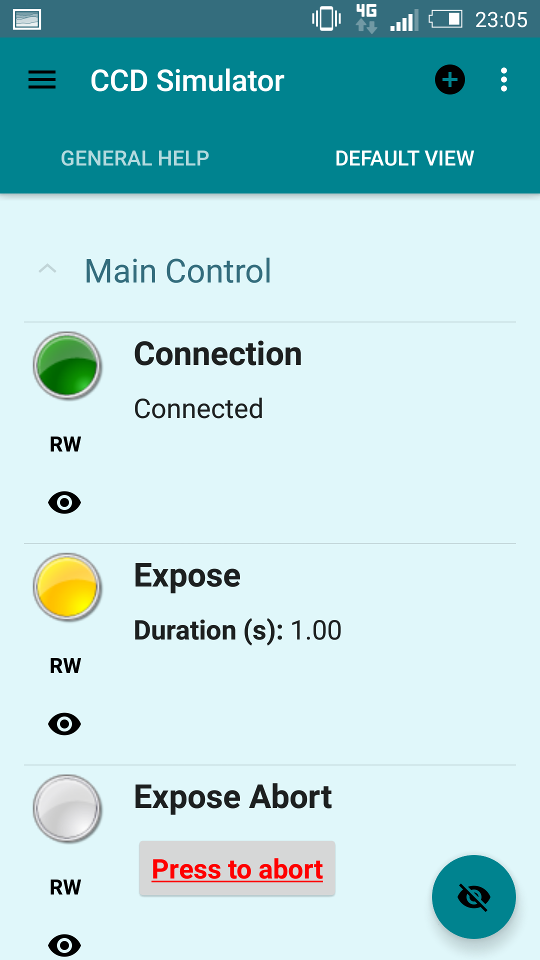 4G 23:05
CCD Simulator
GENERAL HELP DEFAULT VIEW
Main Control
Connection
Connected
RW
Expose
Duration (s): 1.00
RW
Expose Abort
Press to abort
RW